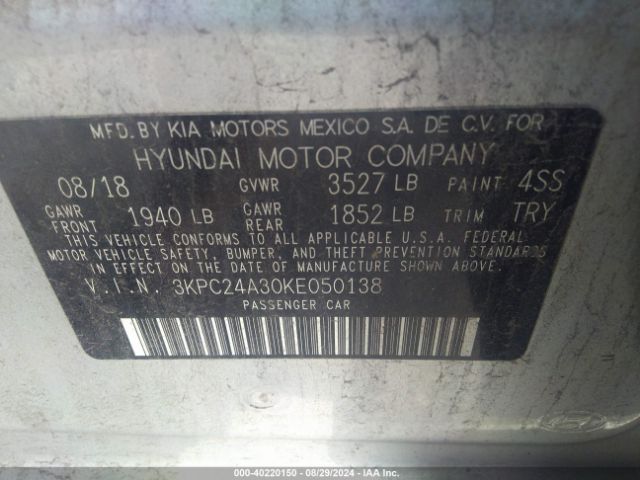 MFD. BY KIA MOTORS MEXICO S.A. DE C.V. FOR
HYUNDAI MOTOR COMPANY
08/18 GVWR 3527 LB PAINT 4SS
GAWR FRONT 1940 LB GAWR REAR 1852 LB TRIM TRY
THIS VEHICLE CONFORMS TO ALL APPLICABLE U.S.A. FEDERAL
MOTOR VEHICLE SAFETY, BUMPER, AND THEFT PREVENTION STANDARDS
IN EFFECT ON THE DATE OF MANUFACTURE SHOWN ABOVE.
V. I. N. 3KPC24A30KE050138
PASSENGER CAR
000-40220150 - 08/29/2024 - IAA Inc.